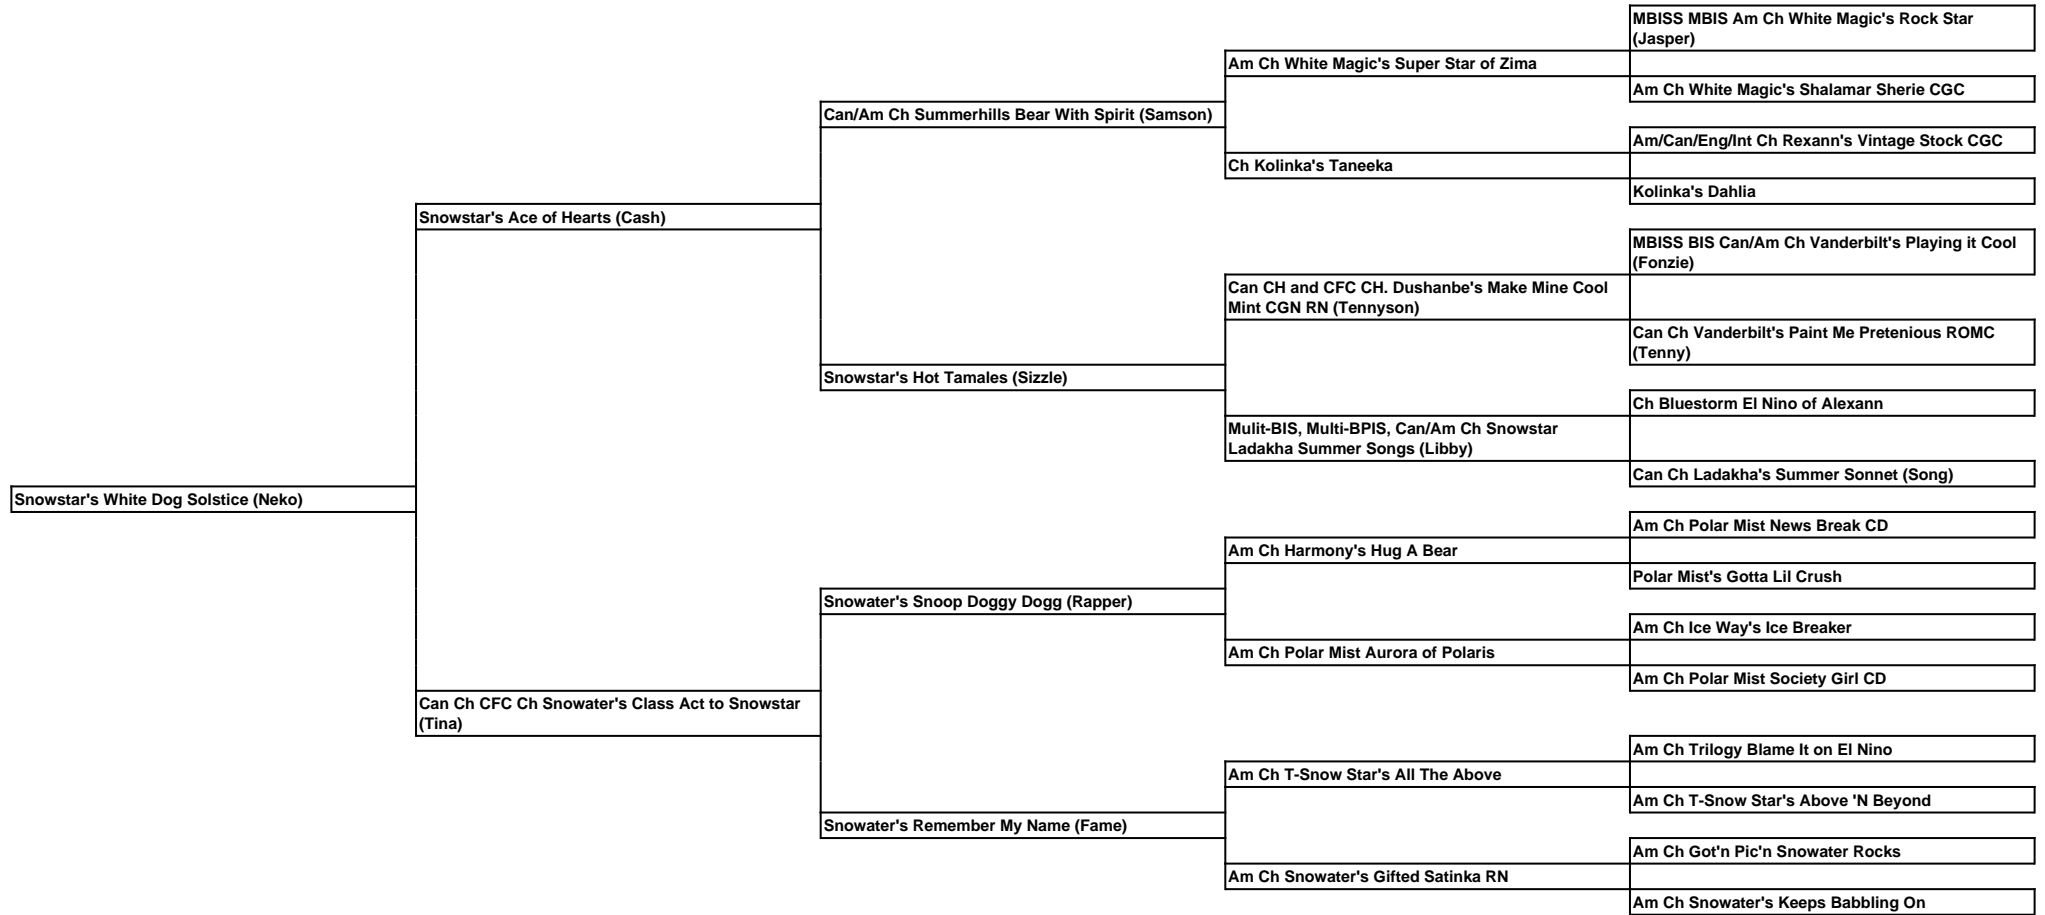 MBISS MBIS Am Ch White Magic's Rock Star
(Jasper)
Am Ch White Magic's Super Star of Zima
Am Ch White Magic's Shalamar Sherie CGC
Can/Am Ch Summerhills Bear With Spirit (Samson)
Am/Can/Eng/Int Ch Rexann's Vintage Stock CGC
Ch Kolinka's Taneeka
Kolinka's Dahlia
Snowstar's Ace of Hearts (Cash)
MBISS BIS Can/Am Ch Vanderbilt's Playing it Cool
(Fonzie)
Can CH and CFC CH. Dushanbe's Make Mine Cool
Mint CGN RN (Tennyson)
Can Ch Vanderbilt's Paint Me Pretenious ROMC
(Tenny)
Snowstar's Hot Tamales (Sizzle)
Ch Bluestorm El Nino of Alexann
Mulit-BIS, Multi-BPIS, Can/Am Ch Snowstar
Ladakha Summer Songs (Libby)
Can Ch Ladakha's Summer Sonnet (Song)
Snowstar's White Dog Solstice (Neko)
Am Ch Polar Mist News Break CD
Am Ch Harmony's Hug A Bear
Polar Mist's Gotta Lil Crush
Snowater's Snoop Doggy Dogg (Rapper)
Am Ch Ice Way's Ice Breaker
Am Ch Polar Mist Aurora of Polaris
Am Ch Polar Mist Society Girl CD
Can Ch CFC Ch Snowater's Class Act to Snowstar
(Tina)
Am Ch Trilogy Blame It on El Nino
Am Ch T-Snow Star's All The Above
Am Ch T-Snow Star's Above 'N Beyond
Snowater's Remember My Name (Fame)
Am Ch Got'n Pic'n Snowater Rocks
Am Ch Snowater's Gifted Satinka RN
Am Ch Snowater's Keeps Babbling On